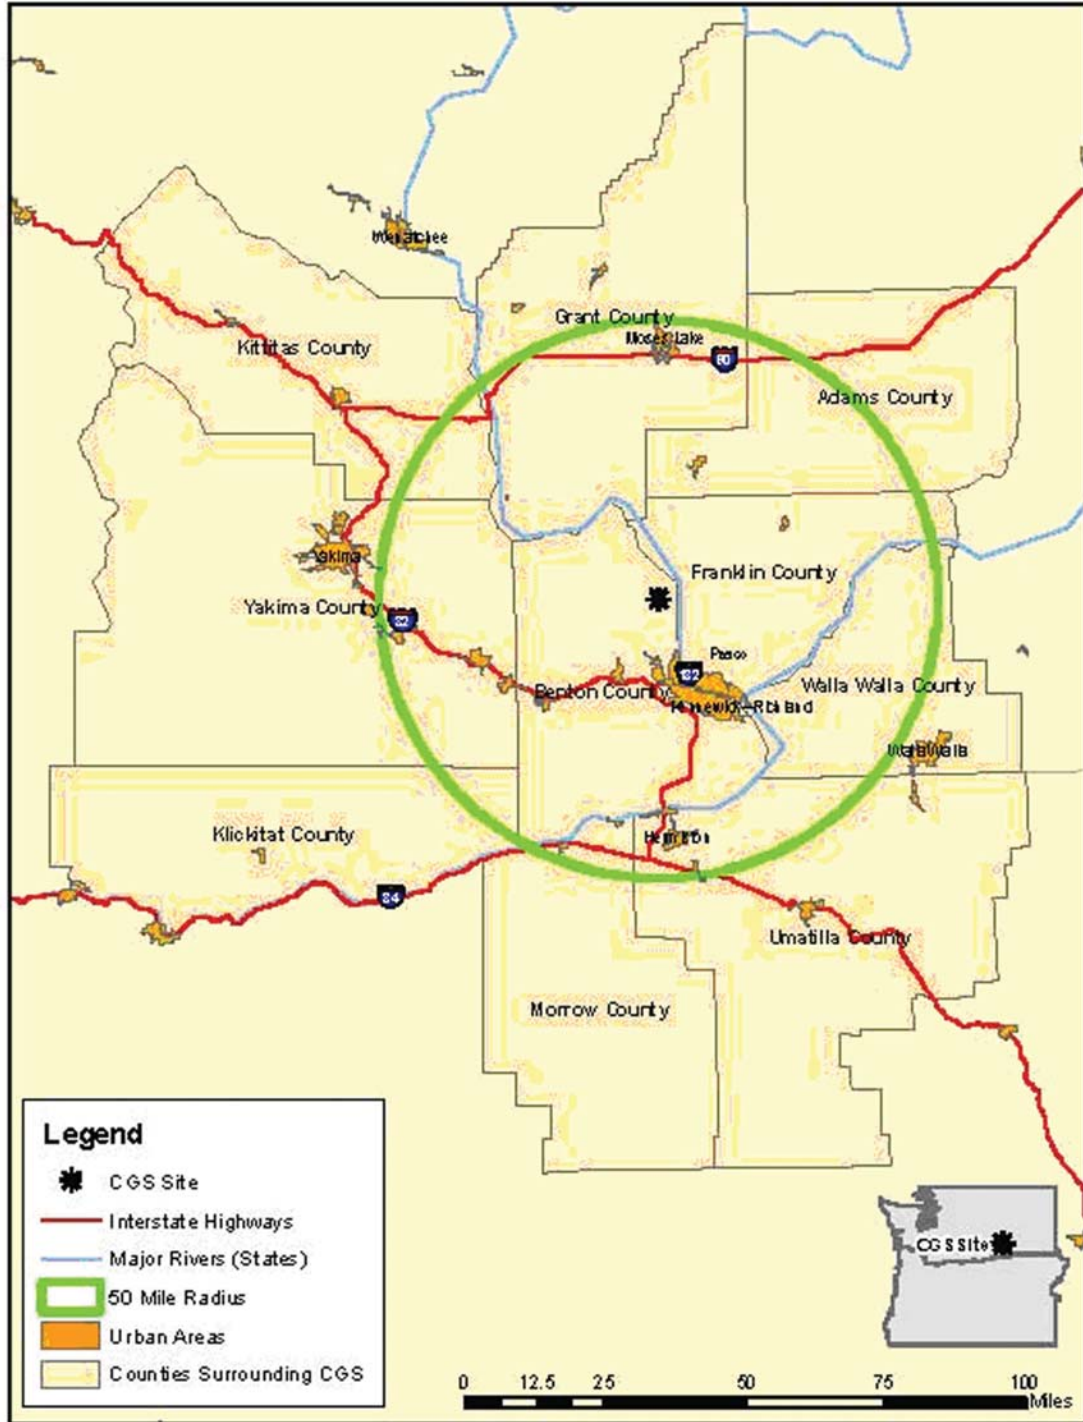 Wenatchee
Grant County
Moses Lake
Kittitas County
90
Adams County
Yakima
Franklin County
Yakima County
82
Pasco
182
Benton County
Walla Walla County
Kennewick-Richland
Walla Walla
Klickitat County
Hermiston
84
Umatilla County
Morrow County
Legend
CGS Site
Interstate Highways
Major Rivers (States)
50 Mile Radius
Urban Areas
Counties Surrounding CGS
CGS Site
0 12.5 25 50 75 100
Miles